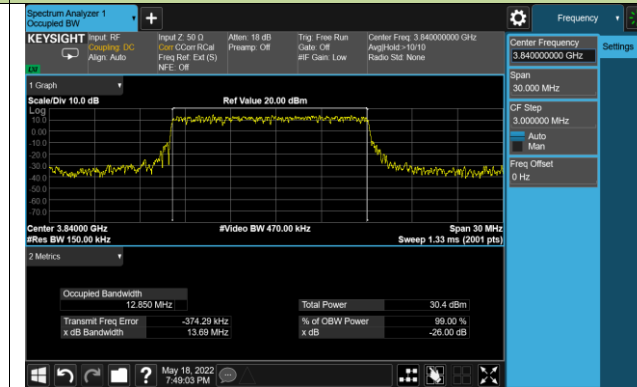 Spectrum Analyzer 1
Occupied BW
+
Frequency
KEYSIGHT
Input: RF
Coupling: DC
Align: Auto
Input Z: 50 Ω
Corr CCorr RCal
Freq Ref: Ext (S)
NFE: Off
Atten: 18 dB
Preamp: Off
Trig: Free Run
Gate: Off
#IF Gain: Low
Center Freq: 3.840000000 GHz
Avg|Hold:>10/10
Radio Std: None
Center Frequency
3.840000000 GHz
Settings
Span
30.000 MHz
CF Step
3.000000 MHz
Auto
Man
Freq Offset
0 Hz
1 Graph
Scale/Div 10.0 dB
Ref Value 20.00 dBm
Log
10.0
0.00
-10.0
-20.0
-30.0
-40.0
-50.0
-60.0
-70.0
Center 3.84000 GHz
#Video BW 470.00 kHz
Span 30 MHz
#Res BW 150.00 kHz
Sweep 1.33 ms (2001 pts)
2 Metrics
Occupied Bandwidth
12.850 MHz
Total Power 30.4 dBm
Transmit Freq Error -374.29 kHz
% of OBW Power 99.00 %
x dB Bandwidth 13.69 MHz
x dB -26.00 dB
?
May 18, 2022
7:49:03 PM